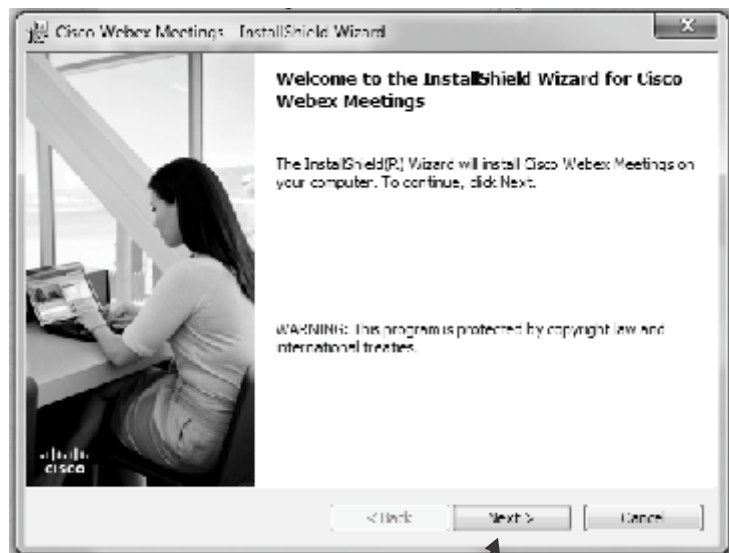 Cisco Webex Meetings - InstallShield Wizard
Welcome to the InstallShield Wizard for Cisco
Webex Meetings
The InstallShield(R) Wizard will install Cisco Webex Meetings on
your computer. To continue, click Next.
WARNING: This program is protected by copyright law and
international treaties.
CISCO
< Back
Next >
Cancel